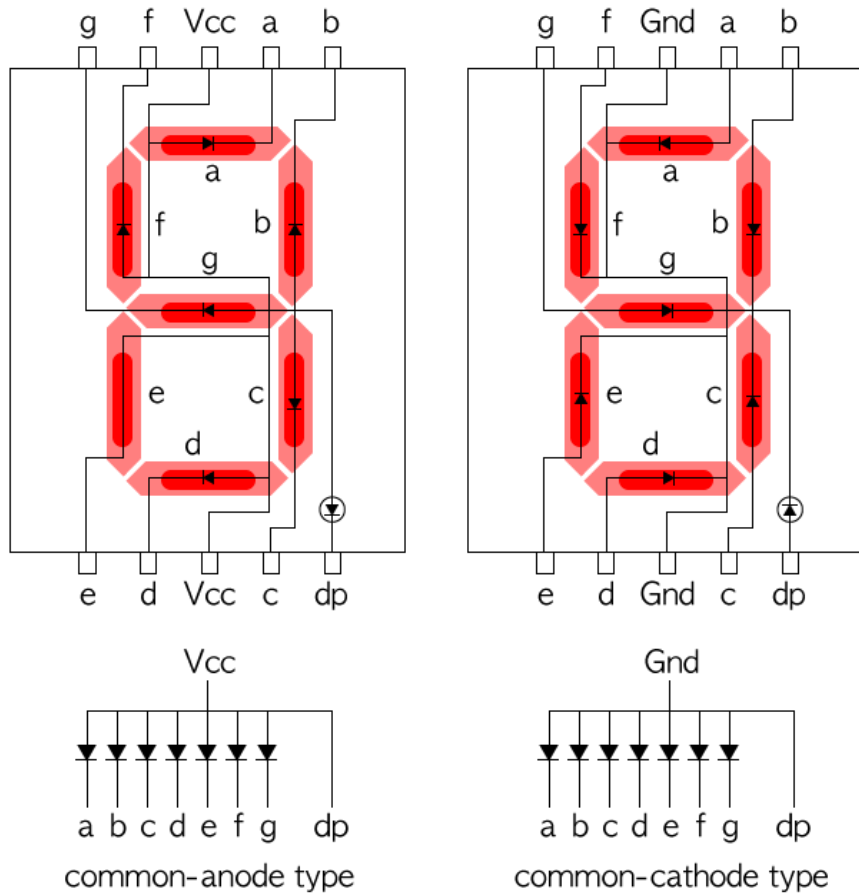 g f Vcc a b g f Gnd a b
a a
f b f b
g g
e c e c
d d
e d Vcc c dp e d Gnd c dp
Vcc Gnd
a b c d e f g dp a b c d e f g dp
common-anode type common-cathode type